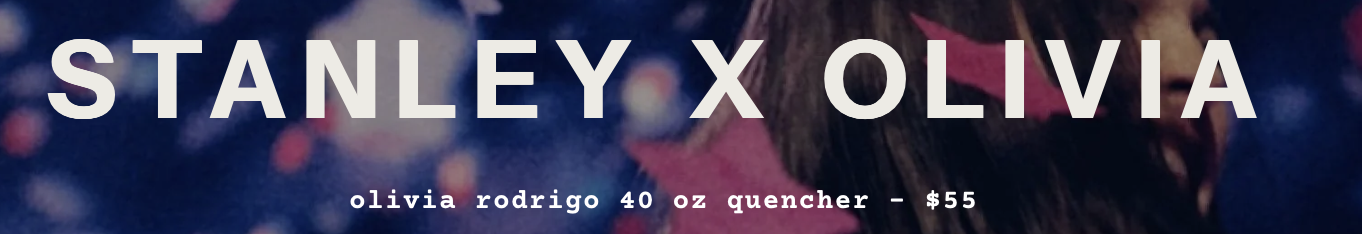 STANLEY X OLIVIA
olivia rodrigo 40 oz quencher - $55